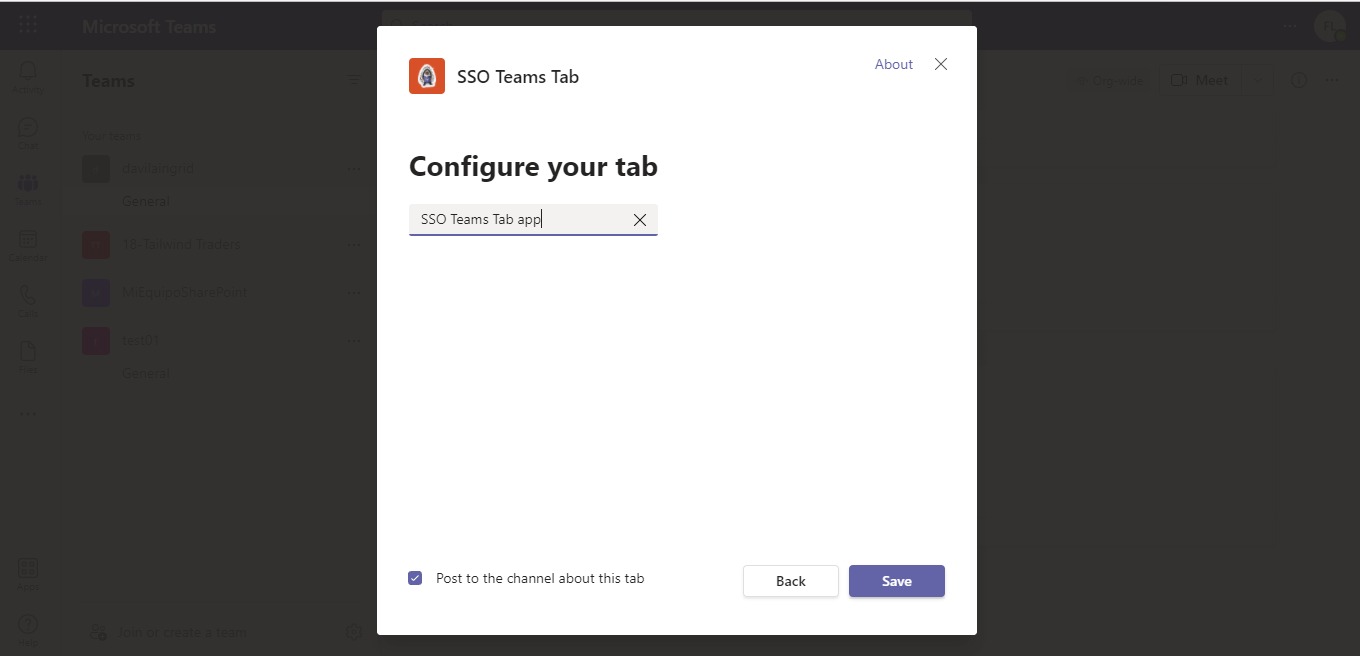 Microsoft Teams
Teams
Activity
Chat
Teams
Calendar
Calls
Files
Apps
Help
Your teams
General
18-Tailwind Traders
MiEquipoSharePoint
test01
General
Join or create a team
Org-wide
Meet
SSO Teams Tab
About
Configure your tab
SSO Teams Tab app
Post to the channel about this tab
Back
Save